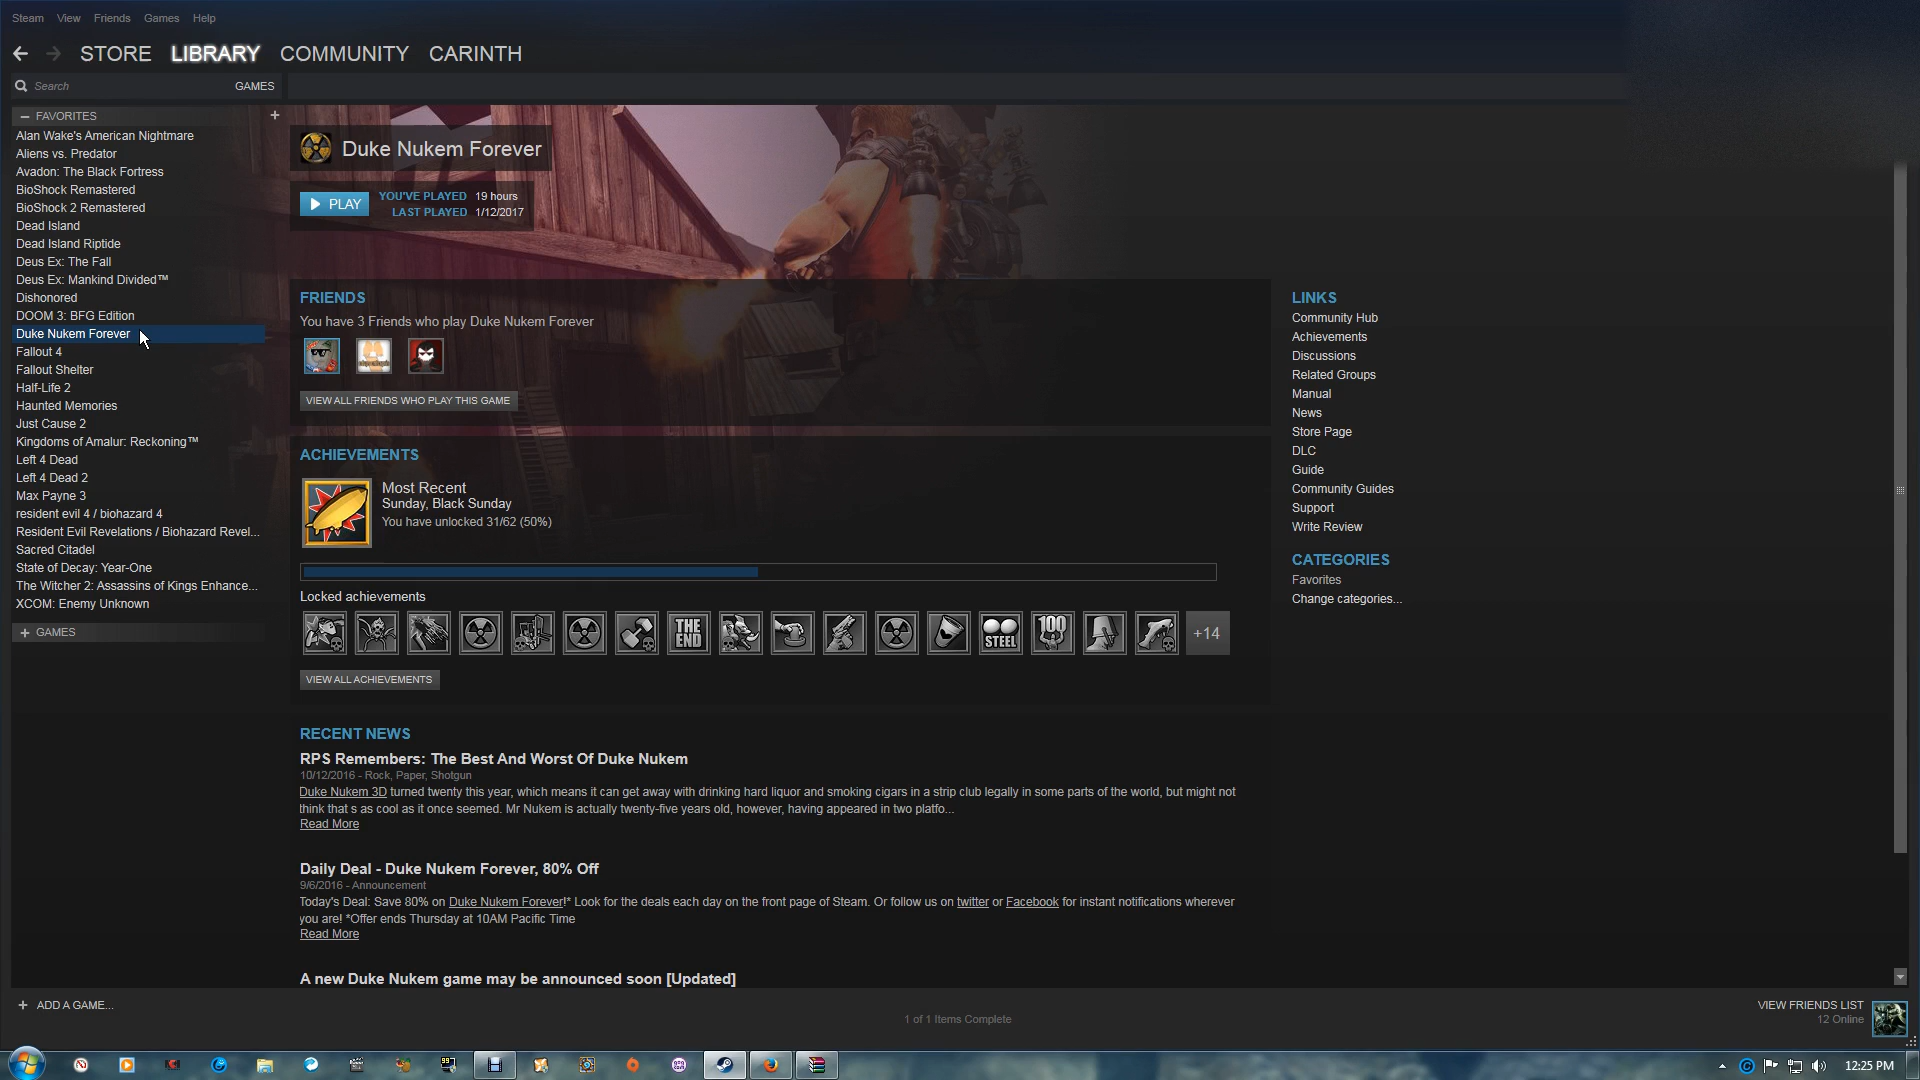 Steam View Friends Games Help
STORE LIBRARY COMMUNITY CARINTH
Search GAMES
FAVORITES
Alan Wake's American Nightmare
Aliens vs. Predator
Avadon: The Black Fortress
BioShock Remastered
BioShock 2 Remastered
Dead Island
Dead Island Riptide
Deus Ex: The Fall
Deus Ex: Mankind Divided™
Dishonored
DOOM 3: BFG Edition
Duke Nukem Forever
Fallout 4
Fallout Shelter
Half-Life 2
Haunted Memories
Just Cause 2
Kingdoms of Amalur: Reckoning™
Left 4 Dead
Left 4 Dead 2
Max Payne 3
resident evil 4 / biohazard 4
Resident Evil Revelations / Biohazard Revel...
Sacred Citadel
State of Decay: Year-One
The Witcher 2: Assassins of Kings Enhance...
XCOM: Enemy Unknown
GAMES
Duke Nukem Forever
PLAY
YOU'VE PLAYED 19 hours
LAST PLAYED 1/12/2017
FRIENDS
You have 3 Friends who play Duke Nukem Forever
VIEW ALL FRIENDS WHO PLAY THIS GAME
ACHIEVEMENTS
Most Recent
Sunday, Black Sunday
You have unlocked 31/62 (50%)
Locked achievements
THE END
STEEL
100
+14
VIEW ALL ACHIEVEMENTS
RECENT NEWS
RPS Remembers: The Best And Worst Of Duke Nukem
10/12/2016 - Rock, Paper, Shotgun
Duke Nukem 3D turned twenty this year, which means it can get away with drinking hard liquor and smoking cigars in a strip club legally in some parts of the world, but might not
think that s as cool as it once seemed. Mr Nukem is actually twenty-five years old, however, having appeared in two platfo...
Read More
Daily Deal - Duke Nukem Forever, 80% Off
9/6/2016 - Announcement
Today's Deal: Save 80% on Duke Nukem Forever!* Look for the deals each day on the front page of Steam. Or follow us on twitter or Facebook for instant notifications wherever
you are! *Offer ends Thursday at 10AM Pacific Time
Read More
A new Duke Nukem game may be announced soon [Updated]
LINKS
Community Hub
Achievements
Discussions
Related Groups
Manual
News
Store Page
DLC
Guide
Community Guides
Support
Write Review
CATEGORIES
Favorites
Change categories...
ADD A GAME...
1 of 1 Items Complete
VIEW FRIENDS LIST
12 Online
12:25 PM